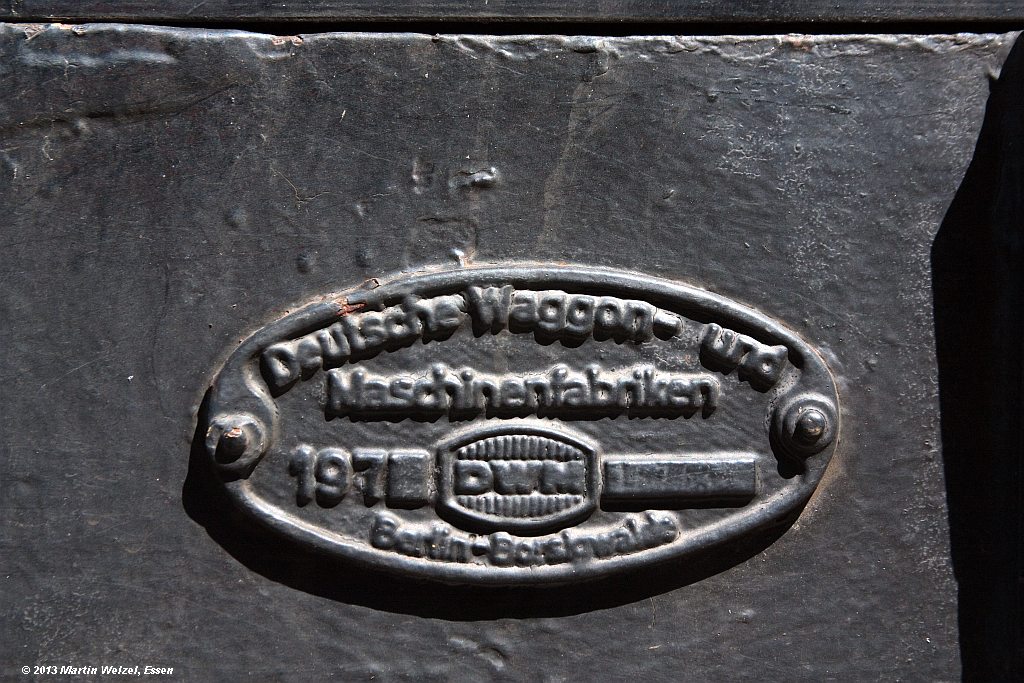 Deutsche Waggon- und
Maschinenfabriken
197
DWM
Berlin-Borsigwalde
© 2013 Martin Welzel, Essen